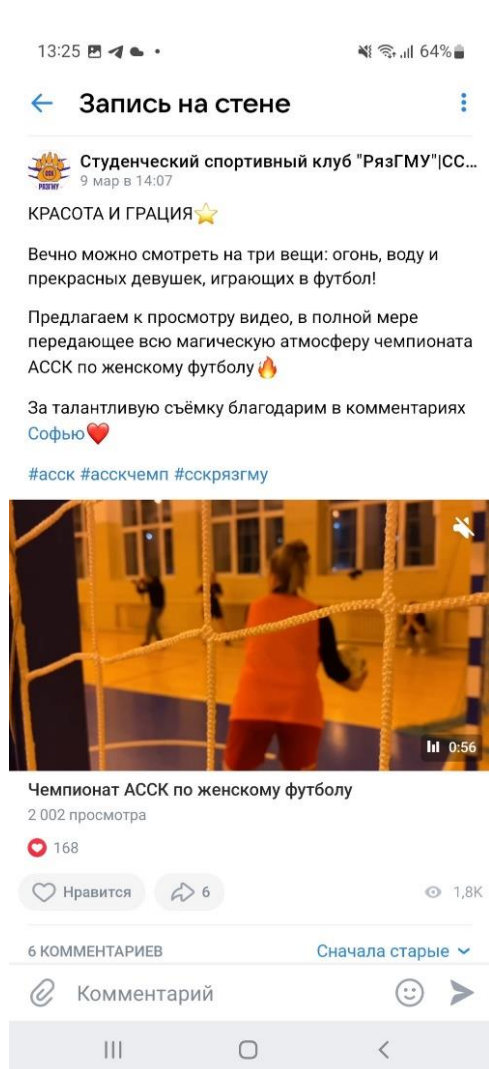 13:25
64%
Запись на стене
Студенческий спортивный клуб "РязГМУ"|СС...
9 мар в 14:07
КРАСОТА И ГРАЦИЯ⭐
Вечно можно смотреть на три вещи: огонь, воду и
прекрасных девушек, играющих в футбол!
Предлагаем к просмотру видео, в полной мере
передающее всю магическую атмосферу чемпионата
АССК по женскому футболу🔥
За талантливую съёмку благодарим в комментариях
Софью❤️
#асск #асскчемп #сскрязгму
0:56
Чемпионат АССК по женскому футболу
2 002 просмотра
168
Нравится
6
1,8K
6 КОММЕНТАРИЕВ
Сначала старые
Комментарий